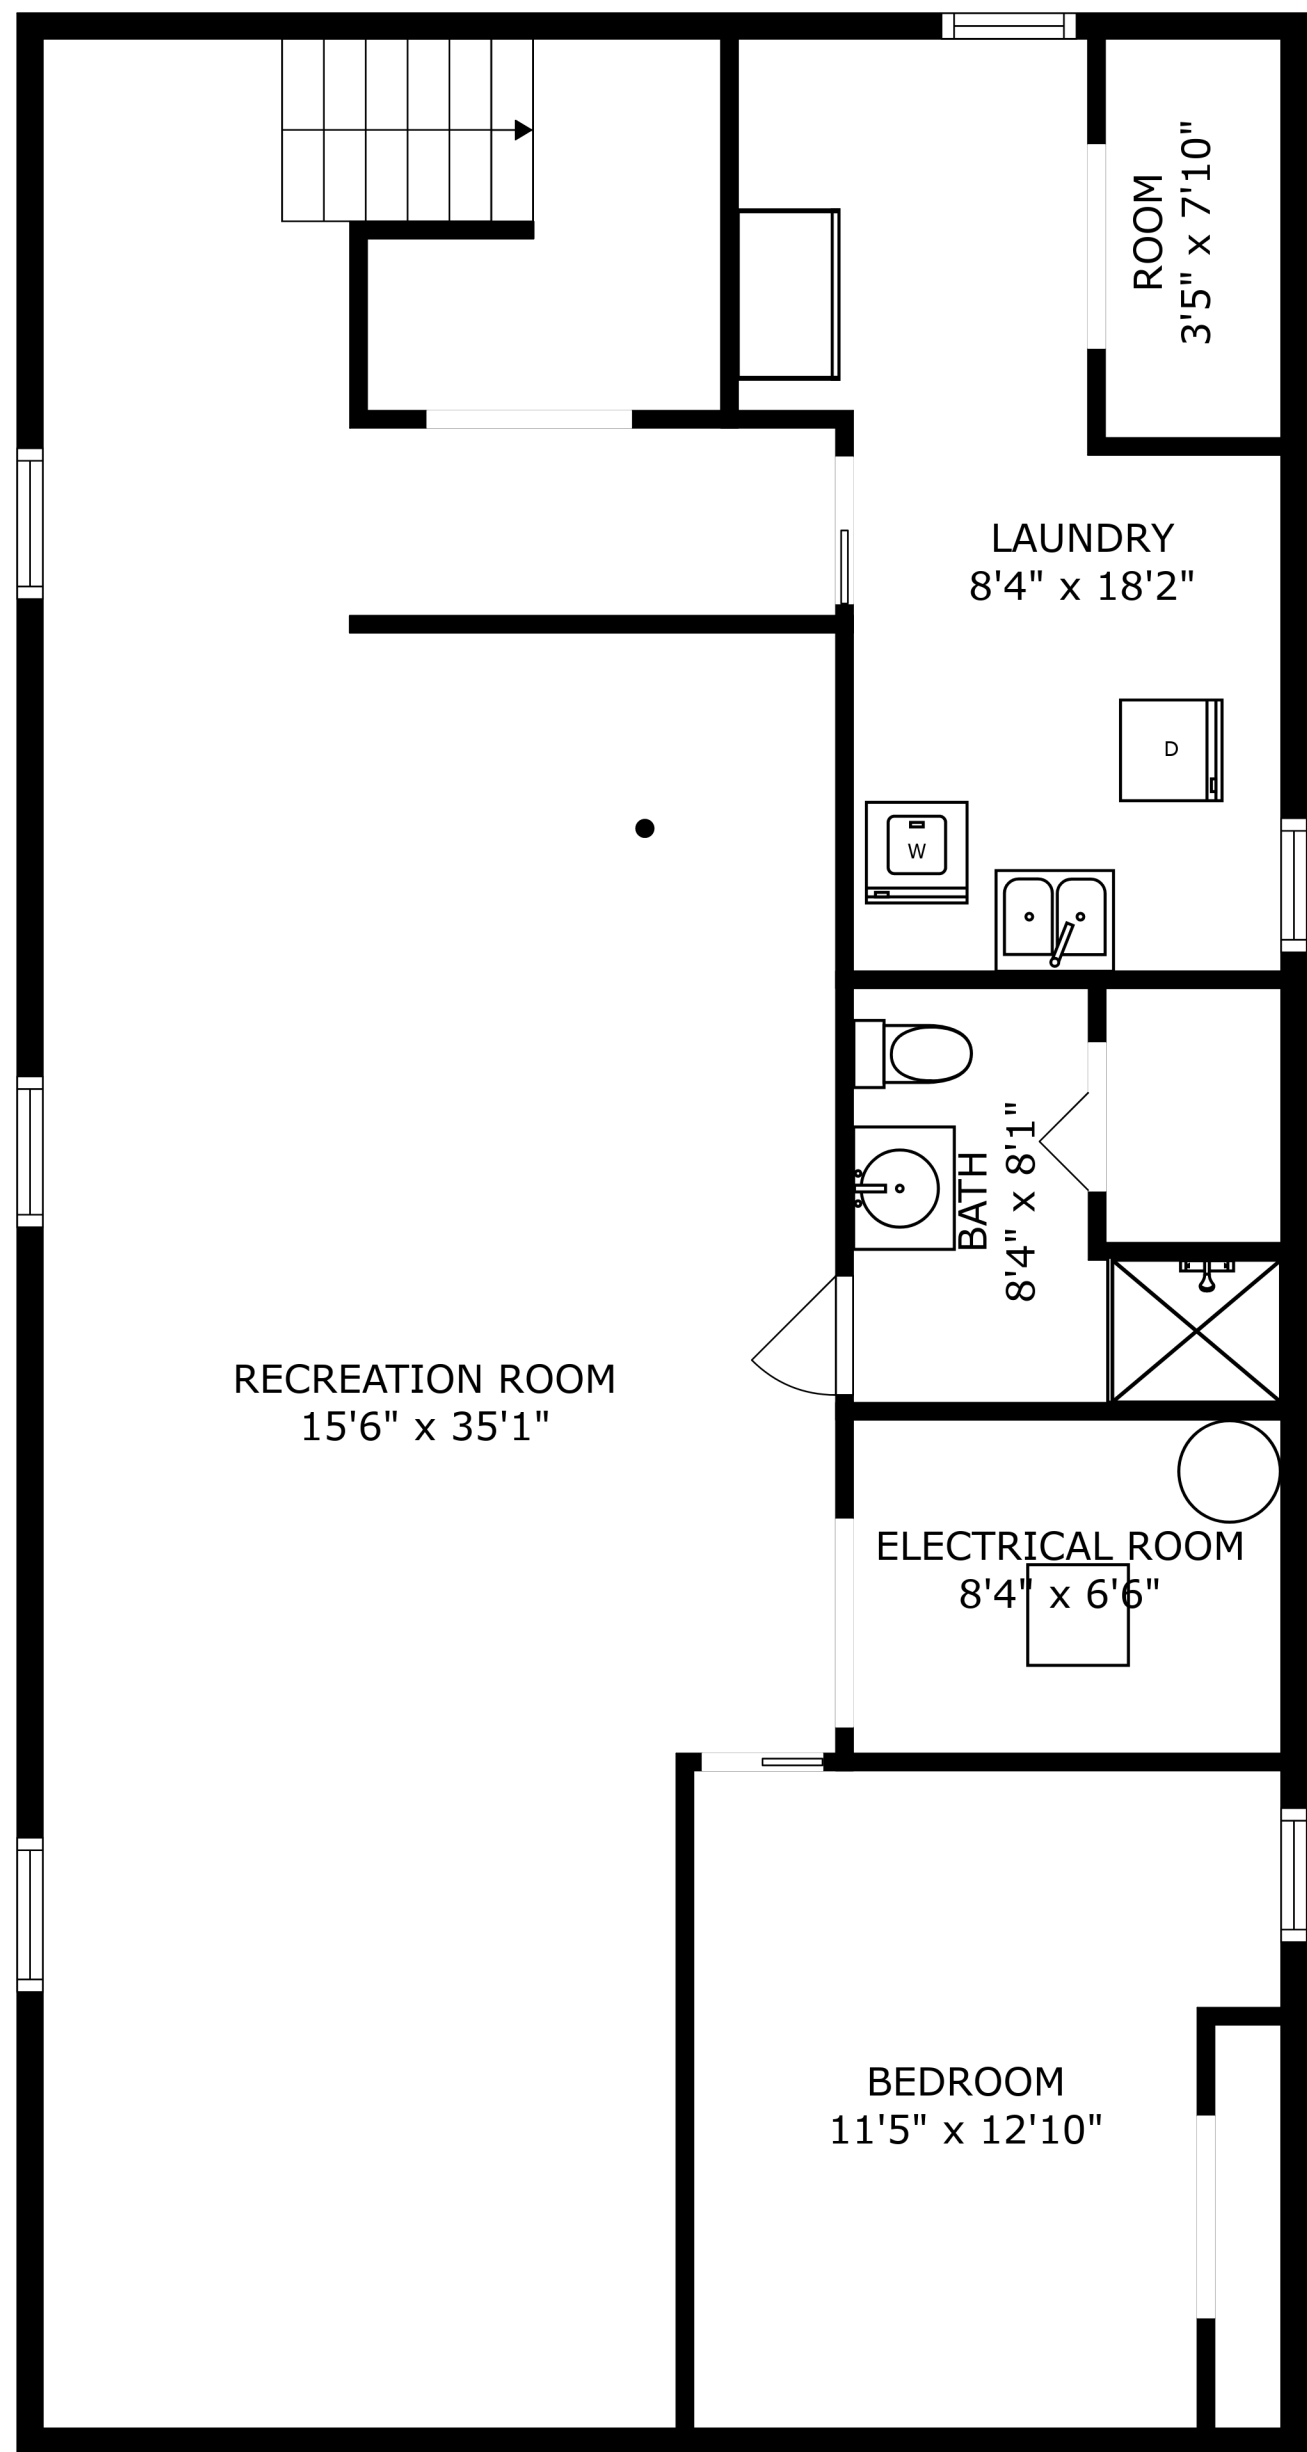 ROOM
3'5" x 7'10"
LAUNDRY
8'4" x 18'2"
D
W
BATH
8'4" x 8'1"
RECREATION ROOM
15'6" x 35'1"
ELECTRICAL ROOM
8'4" x 6'6"
BEDROOM
11'5" x 12'10"